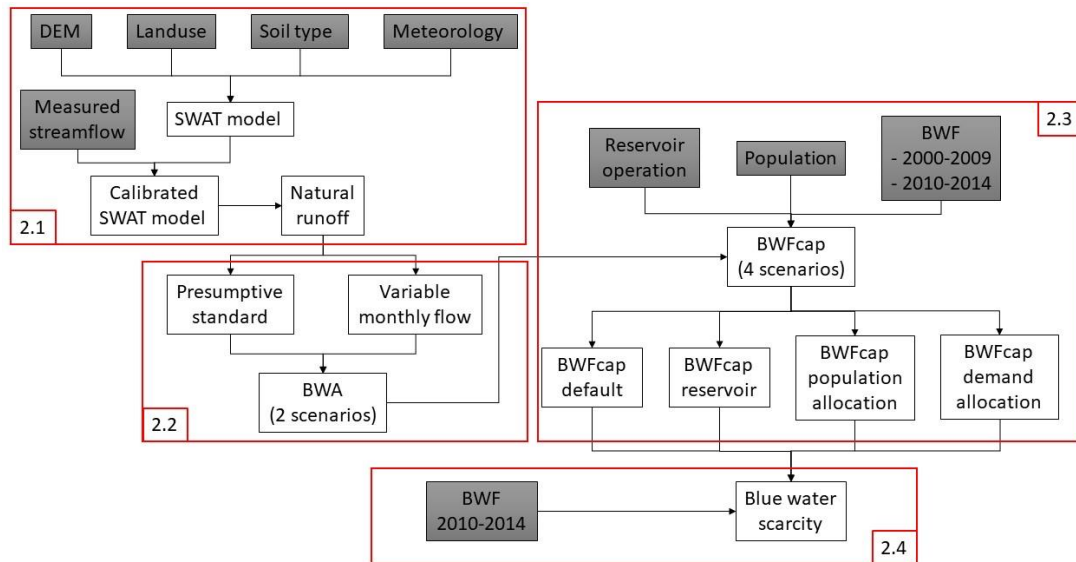 DEM
Landuse
Soil type
Meteorology
Measured
streamflow
SWAT model
Calibrated
SWAT model
Natural
runoff
2.1
Presumptive
standard
Variable
monthly flow
BWA
(2 scenarios)
2.2
2.3
Reservoir
operation
Population
BWF
- 2000-2009
- 2010-2014
BWFcap
(4 scenarios)
BWFcap
default
BWFcap
reservoir
BWFcap
population
allocation
BWFcap
demand
allocation
BWF
2010-2014
Blue water
scarcity
2.4